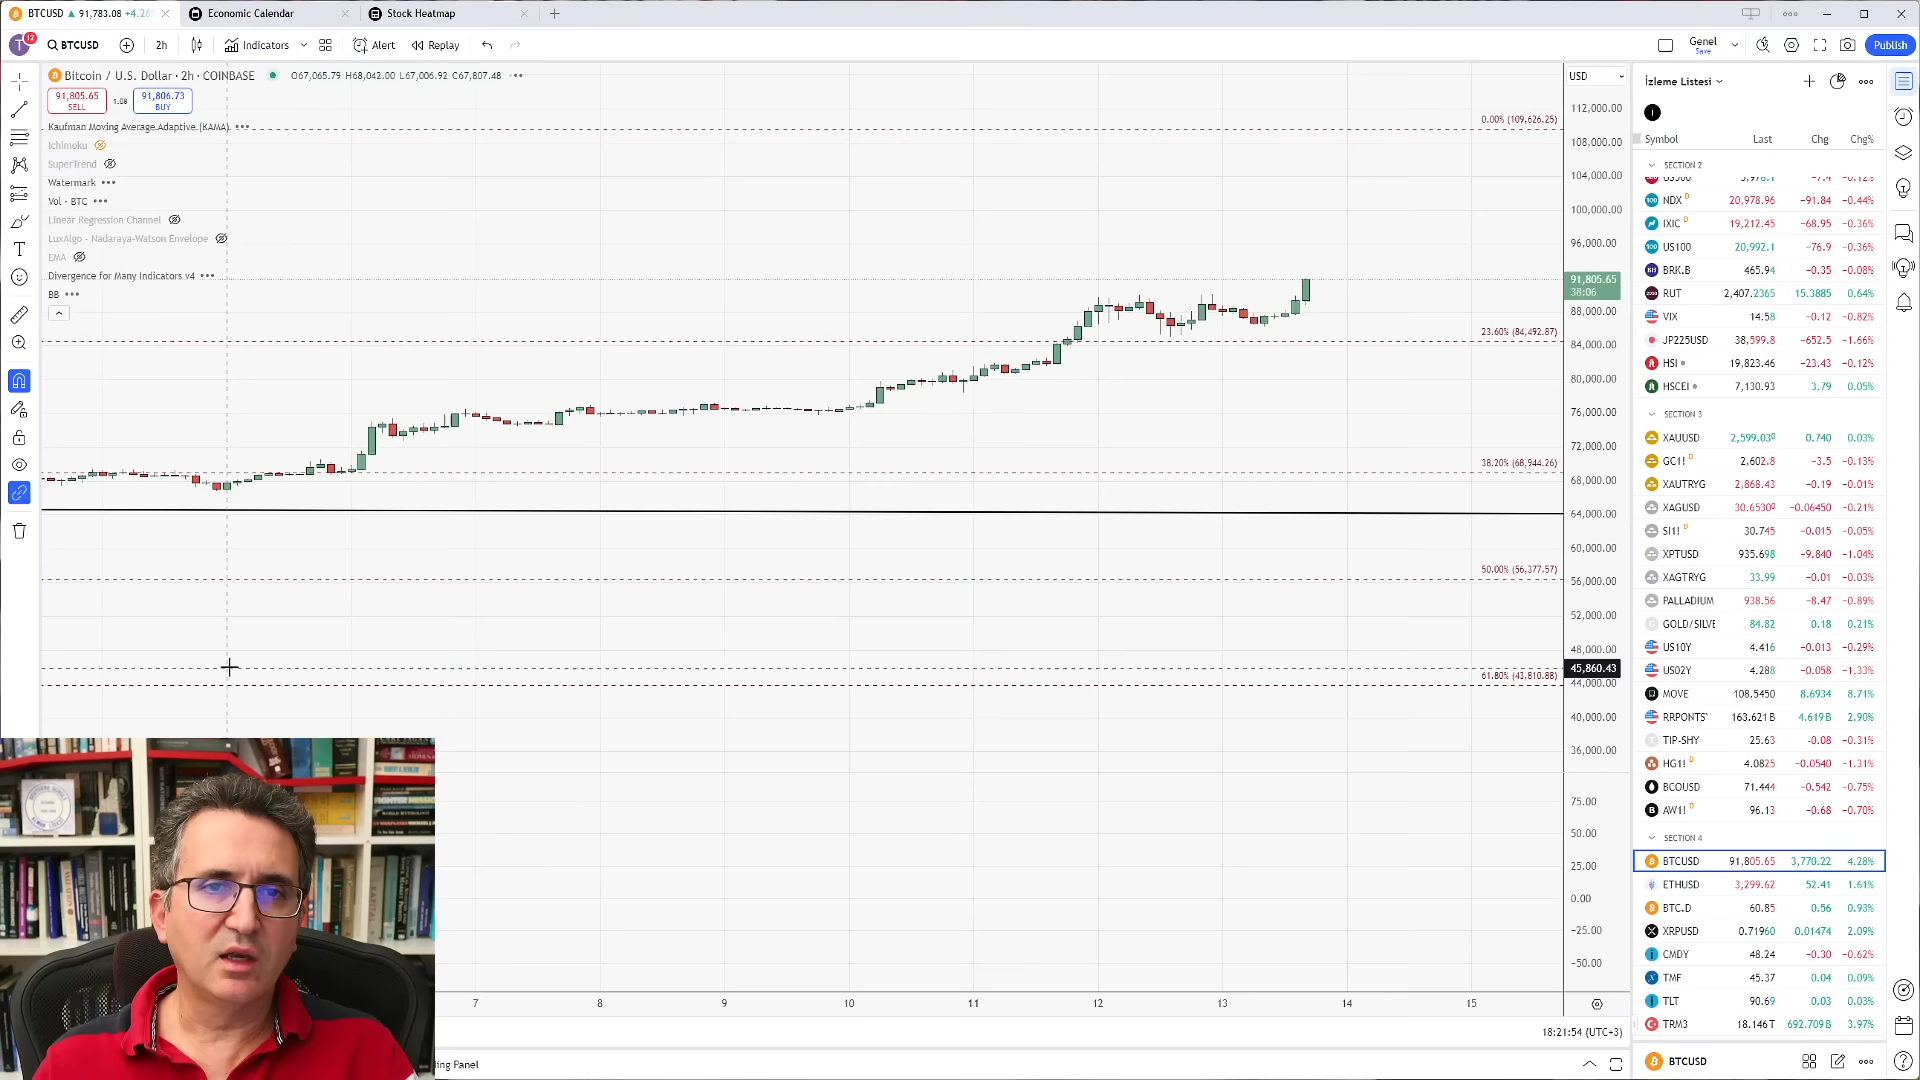 BTCUSD ▲ 91,783.08 +4.26
Economic Calendar
Stock Heatmap
T 12
BTCUSD
2h
Indicators
Alert
Replay
Genel
Save
Publish
Bitcoin / U.S. Dollar · 2h · COINBASE
O67,065.79 H68,042.00 L67,006.92 C67,807.48
91,805.65
SELL
1.08
91,806.73
BUY
Kaufman Moving Average Adaptive (KAMA)
Ichimoku
SuperTrend
Watermark
Vol · BTC
Linear Regression Channel
LuxAlgo - Nadaraya-Watson Envelope
EMA
Divergence for Many Indicators v4
BB
0.00% (109,626.25)
23.60% (84,492.87)
38.20% (68,944.26)
50.00% (56,377.57)
61.80% (43,810.88)
USD
112,000.00
108,000.00
104,000.00
100,000.00
96,000.00
91,805.65
38:06
88,000.00
84,000.00
80,000.00
76,000.00
72,000.00
68,000.00
64,000.00
60,000.00
56,000.00
52,000.00
48,000.00
45,860.43
44,000.00
40,000.00
36,000.00
75.00
50.00
25.00
0.00
−25.00
−50.00
7 8 9 10 11 12 13 14 15
18:21:54 (UTC+3)
ing Panel
İzleme Listesi
Symbol Last Chg Chg%
SECTION 2
NDX D 20,978.96 −91.84 −0.44%
IXIC D 19,212.45 −68.95 −0.36%
US100 20,992.1 −76.9 −0.36%
BRK.B 465.94 −0.35 −0.08%
RUT 2,407.2365 15.3885 0.64%
VIX 14.58 −0.12 −0.82%
JP225USD 38,599.8 −652.5 −1.66%
HSI 19,823.46 −23.43 −0.12%
HSCEI 7,130.93 3.79 0.05%
SECTION 3
XAUUSD 2,599.030 0.740 0.03%
GC1! D 2,602.8 −3.5 −0.13%
XAUTRYG 2,868.43 −0.19 −0.01%
XAGUSD 30.6530 −0.06450 −0.21%
SI1! D 30.745 −0.015 −0.05%
XPTUSD 935.698 −9.840 −1.04%
XAGTRYG 33.99 −0.01 −0.03%
PALLADIUM 938.56 −8.47 −0.89%
GOLD/SILVE 84.82 0.18 0.21%
US10Y 4.416 −0.013 −0.29%
US02Y 4.288 −0.058 −1.33%
MOVE 108.5450 8.6934 8.71%
RRPONTS 163.621 B 4.619 B 2.90%
TIP-SHY 25.63 -0.08 −0.31%
HG1! D 4.0825 −0.0540 −1.31%
BCOUSD 71.444 −0.542 −0.75%
AW1! D 96.13 −0.68 −0.70%
SECTION 4
BTCUSD 91,805.65 3,770.22 4.28%
ETHUSD 3,299.62 52.41 1.61%
BTC.D 60.85 0.56 0.93%
XRPUSD 0.71960 0.01474 2.09%
CMDY 48.24 −0.30 −0.62%
TMF 45.37 0.04 0.09%
TLT 90.69 0.03 0.03%
TRM3 18.146 T 692.709 B 3.97%
BTCUSD